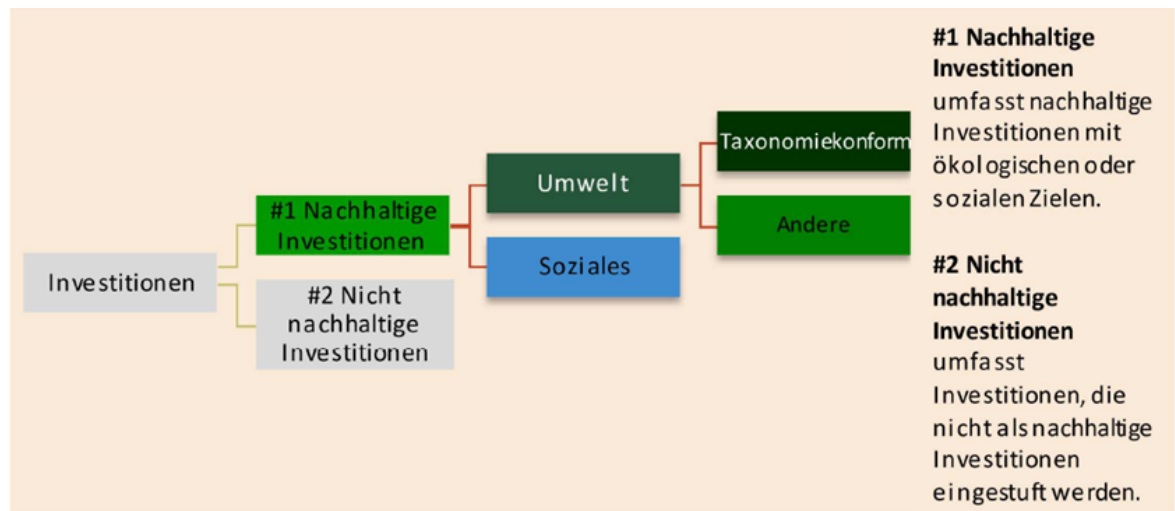 Investitionen
#1 Nachhaltige
Investitionen
#2 Nicht
nachhaltige
Investitionen
Umwelt
Soziales
Taxonomiekonform
Andere
#1 Nachhaltige
Investitionen
umfasst nachhaltige
Investitionen mit
ökologischen oder
sozialen Zielen.
#2 Nicht
nachhaltige
Investitionen
umfasst
Investitionen, die
nicht als nachhaltige
Investitionen
eingestuft werden.